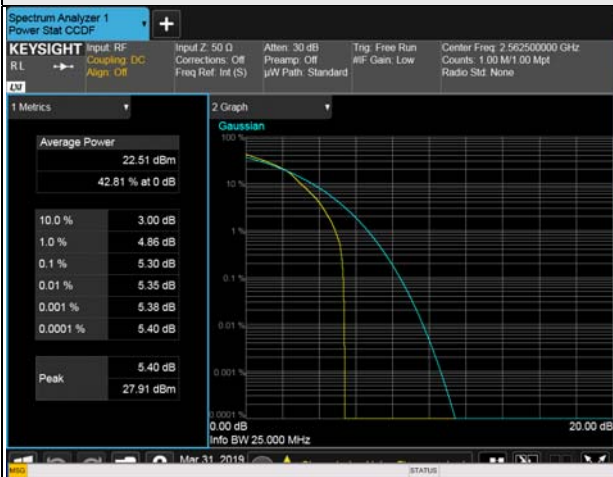 Spectrum Analyzer 1
Power Stat CCDF
KEYSIGHT
RL
LXI
Input: RF
Coupling: DC
Align: Off
Input Z: 50 Ω
Corrections: Off
Freq Ref: Int (S)
Atten: 30 dB
Preamp: Off
µW Path: Standard
Trig: Free Run
#IF Gain: Low
Center Freq: 2.562500000 GHz
Counts: 1.00 M/1.00 Mpt
Radio Std: None
1 Metrics
Average Power
22.51 dBm
42.81 % at 0 dB
10.0 % 3.00 dB
1.0 % 4.86 dB
0.1 % 5.30 dB
0.01 % 5.35 dB
0.001 % 5.38 dB
0.0001 % 5.40 dB
Peak
5.40 dB
27.91 dBm
2 Graph
Gaussian
100 %
10 %
1 %
0.1 %
0.01 %
0.001 %
0.0001 %
0.00 dB 20.00 dB
Info BW 25.000 MHz
Mar 31, 2019
MSG STATUS